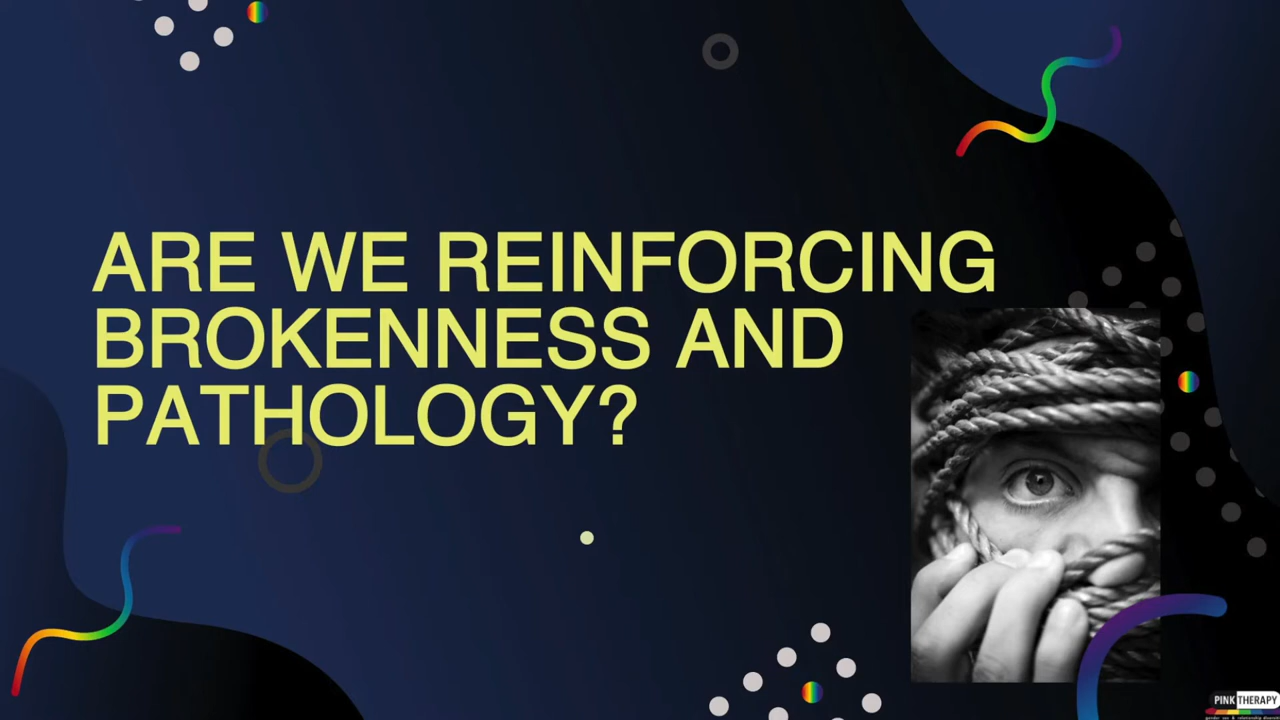 ARE WE REINFORCING
BROKENNESS AND
PATHOLOGY?
PINK THERAPY